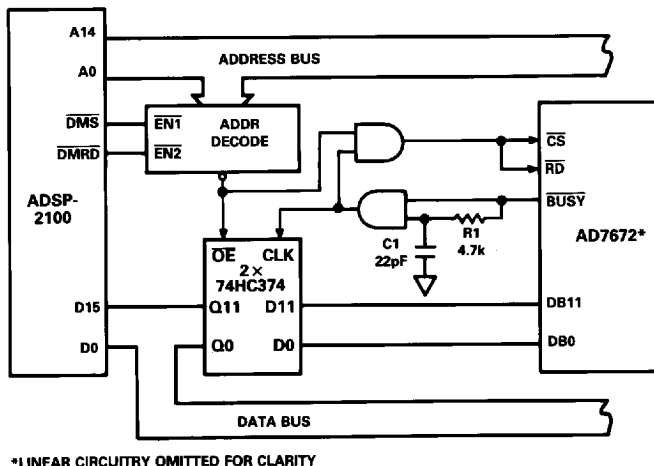 A14
ADDRESS BUS
A0
DMS
EN1
ADDR
DECODE
DMRD
EN2
CS
RD
BUSY
ADSP-
2100
AD7672*
R1
4.7k
C1
22pF
OE CLK
2 ×
74HC374
D15
Q11 D11
DB11
D0
Q0 D0
DB0
DATA BUS
*LINEAR CIRCUITRY OMITTED FOR CLARITY